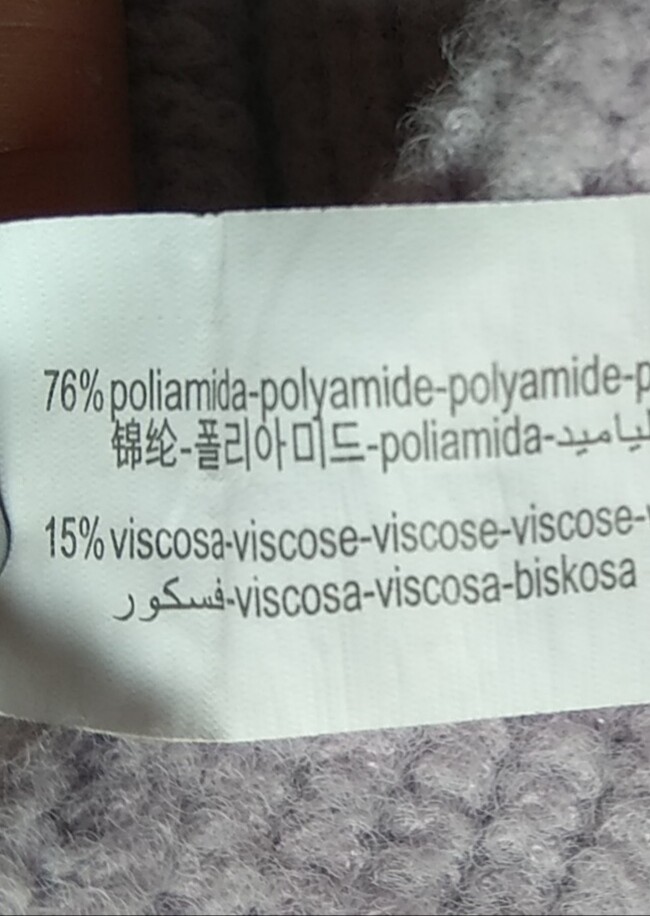 76% poliamida-polyamide-polyamide-p
锦纶-폴리아미드-poliamida-
15% viscosa-viscose-viscose-viscose-
فسكور-viscosa-viscosa-biskosa